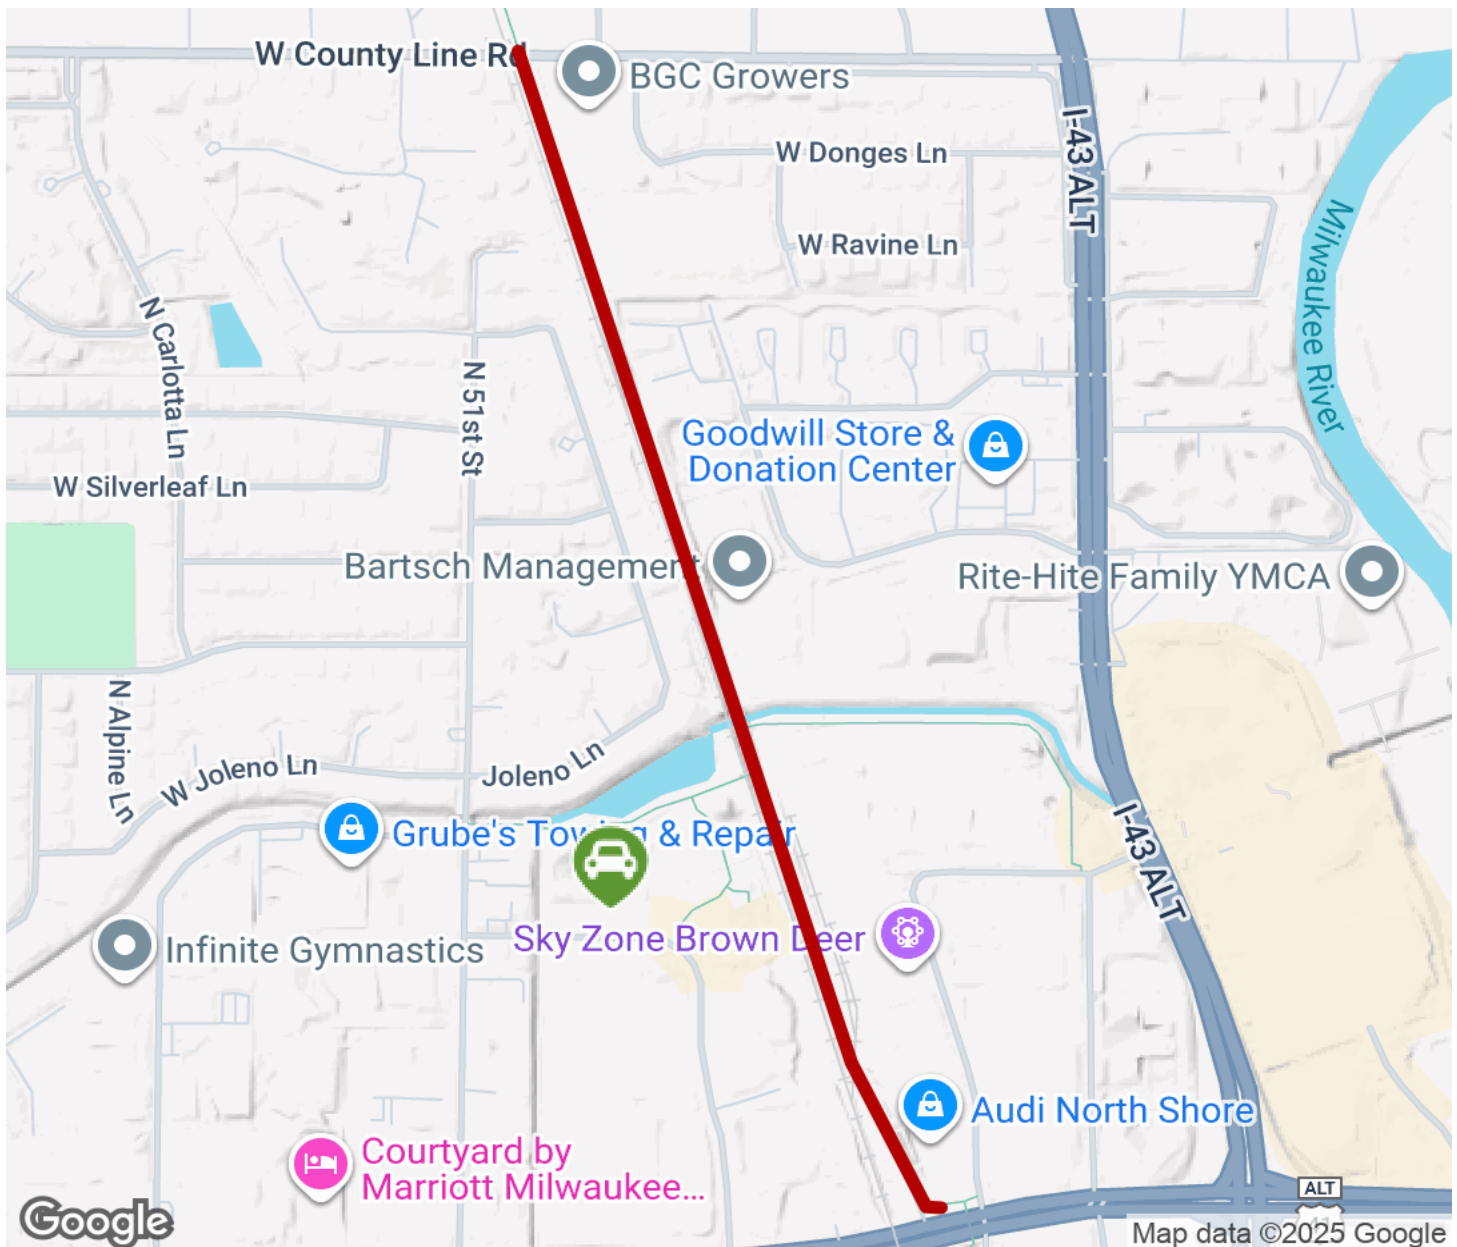 W County Line Rd
BGC Growers
I-43 ALT
W Donges Ln
Milwaukee River
W Ravine Ln
N Carlotta Ln
N 51st St
Goodwill Store &
Donation Center
W Silverleaf Ln
Bartsch Management
Rite-Hite Family YMCA
N Alpine Ln
W Joleno Ln
Joleno Ln
Grube's Towing & Repair
I-43 ALT
Sky Zone Brown Deer
Infinite Gymnastics
Audi North Shore
Courtyard by
Marriott Milwaukee...
ALT
Google
Map data ©2025 Google